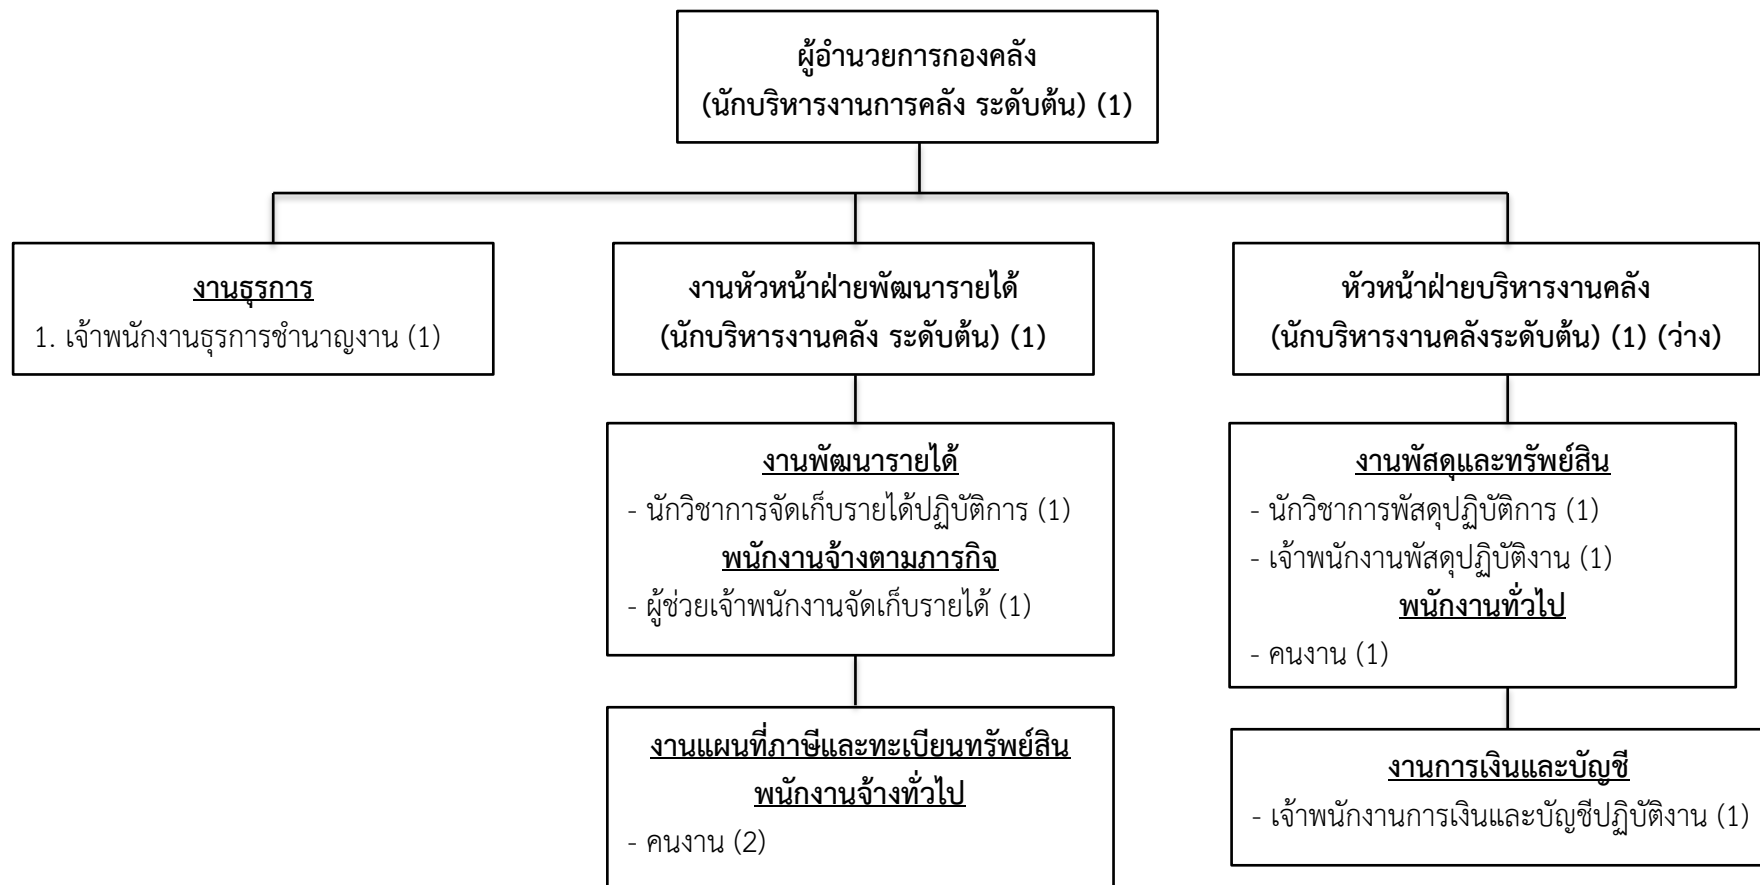 ผู้อำนวยการกองคลัง
(นักบริหารงานการคลัง ระดับต้น) (1)
งานธุรการ
1. เจ้าพนักงานธุรการชำนาญงาน (1)
งานหัวหน้าฝ่ายพัฒนารายได้
(นักบริหารงานคลัง ระดับต้น) (1)
หัวหน้าฝ่ายบริหารงานคลัง
(นักบริหารงานคลังระดับต้น) (1) (ว่าง)
งานพัฒนารายได้
- นักวิชาการจัดเก็บรายได้ปฏิบัติการ (1)
พนักงานจ้างตามภารกิจ
- ผู้ช่วยเจ้าพนักงานจัดเก็บรายได้ (1)
งานพัสดุและทรัพย์สิน
- นักวิชาการพัสดุปฏิบัติการ (1)
- เจ้าพนักงานพัสดุปฏิบัติงาน (1)
พนักงานทั่วไป
- คนงาน (1)
งานแผนที่ภาษีและทะเบียนทรัพย์สิน
พนักงานจ้างทั่วไป
- คนงาน (2)
งานการเงินและบัญชี
- เจ้าพนักงานการเงินและบัญชีปฏิบัติงาน (1)